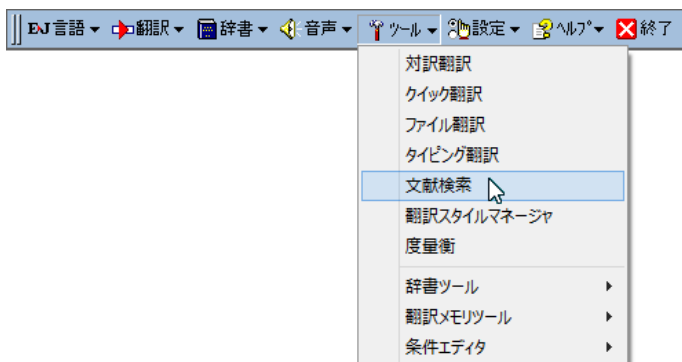 EJ 言語 翻訳 辞書 音声 ツール 設定 ﾍﾙﾌﾟ 終了
対訳翻訳
クイック翻訳
ファイル翻訳
タイピング翻訳
文献検索
翻訳スタイルマネージャ
度量衡
辞書ツール
翻訳メモリツール
条件エディタ